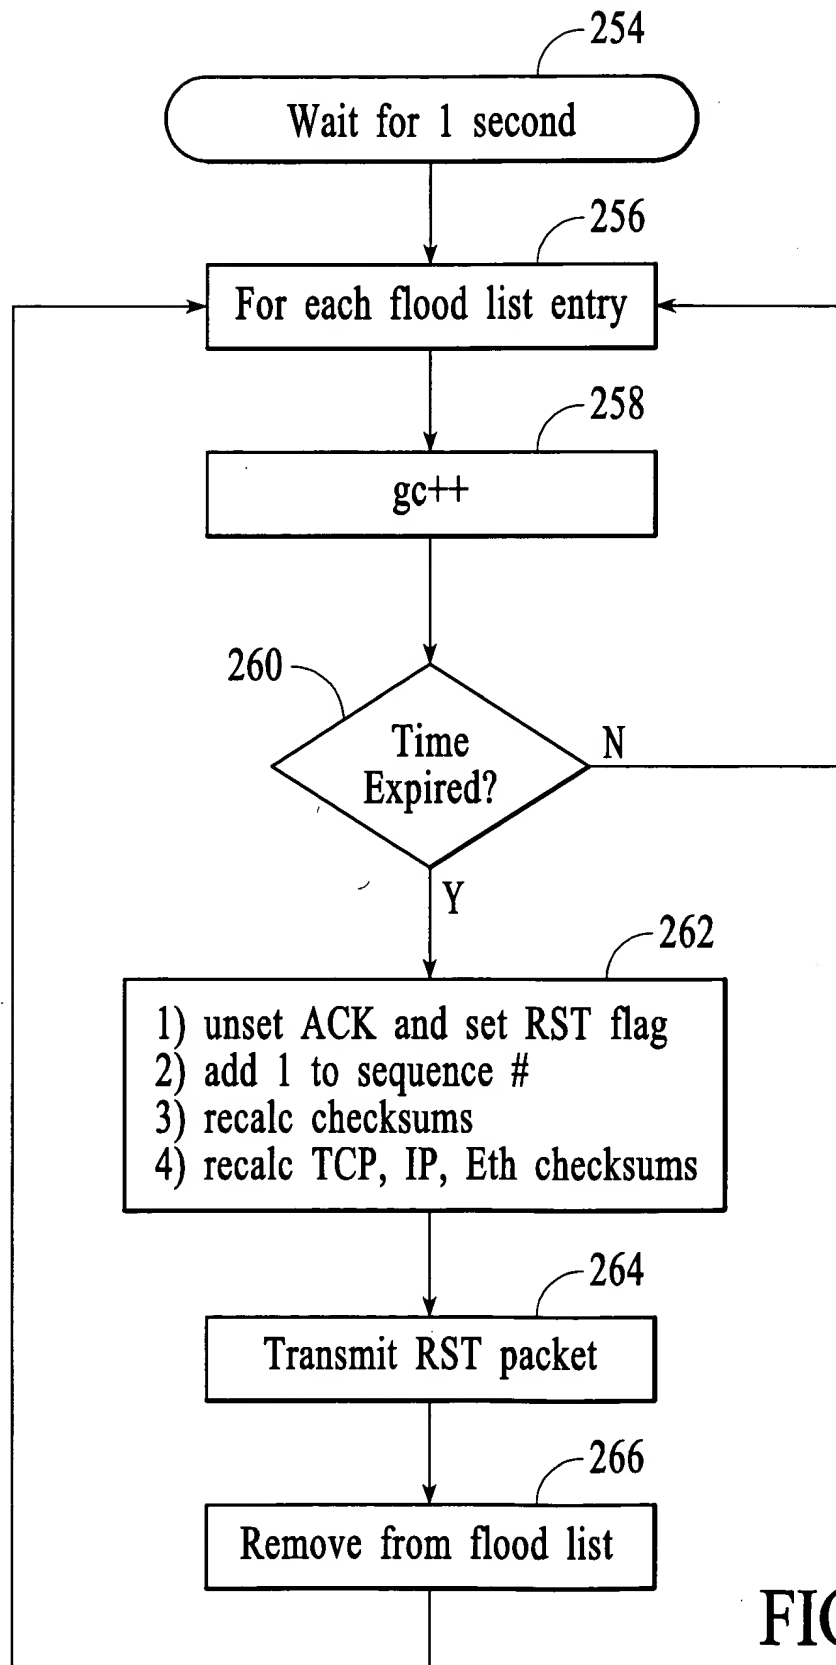 254
Wait for 1 second
256
For each flood list entry
258
gc++
260
Time
Expired?
N
Y
262
1) unset ACK and set RST flag
2) add 1 to sequence #
3) recalc checksums
4) recalc TCP, IP, Eth checksums
264
Transmit RST packet
266
Remove from flood list